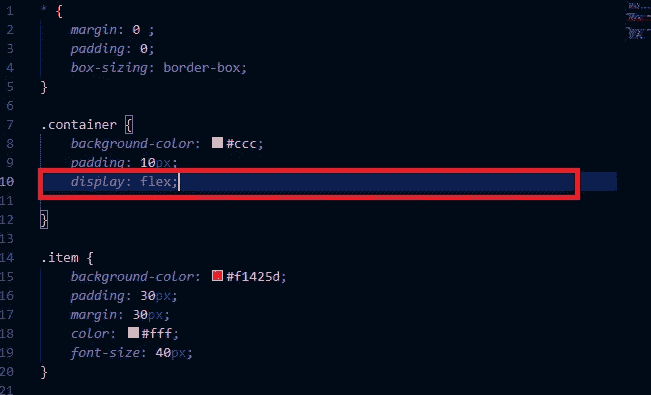 1 * {
2 margin: 0 ;
3 padding: 0;
4 box-sizing: border-box;
5 }
6
7 .container {
8 background-color: #ccc;
9 padding: 10px;
10 display: flex;
11
12 }
13
14 .item {
15 background-color: #f1425d;
16 padding: 30px;
17 margin: 30px;
18 color: #fff;
19 font-size: 40px;
20 }
21